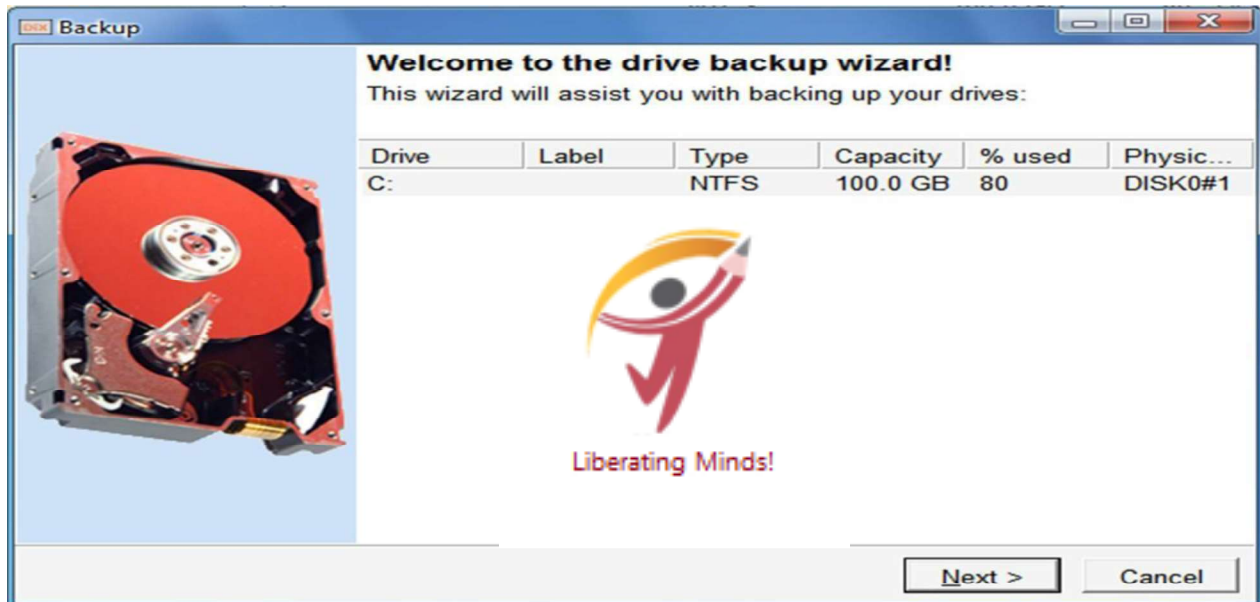 Backup
Welcome to the drive backup wizard!
This wizard will assist you with backing up your drives:
Drive Label Type Capacity % used Physic...
C: NTFS 100.0 GB 80 DISK0#1
Liberating Minds!
Next > Cancel